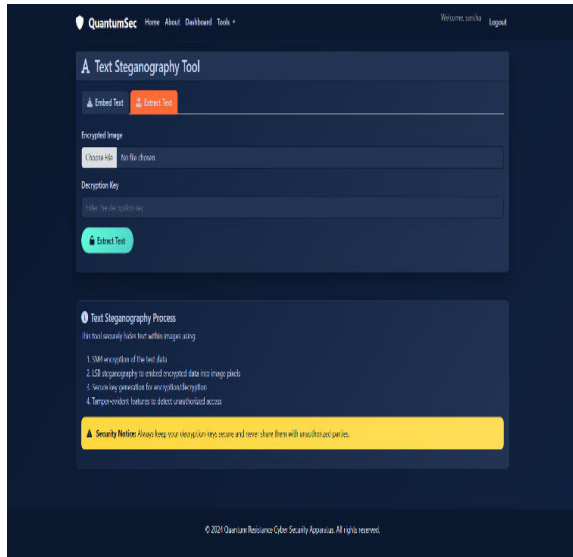 QuantumSec Home About Dashboard Tools
Welcome,
Logout
A Text Steganography Tool
Embed Text
Extract Text
Encrypted Image
Choose File No file chosen
Decryption Key
Enter the decryption key
Extract Text
Text Steganography Process
This tool securely hides text within images using:
1. encryption of the text data
2. LSB steganography to embed encrypted data into image pixels
3. Secure key generation for encryption/decryption
4. Tamper-evident features to detect unauthorized access
Security Notice: Always keep your decryption keys secure and never share them with unauthorized parties.
© 2024 Quantum Resistance Cyber Security Apparatus. All rights reserved.